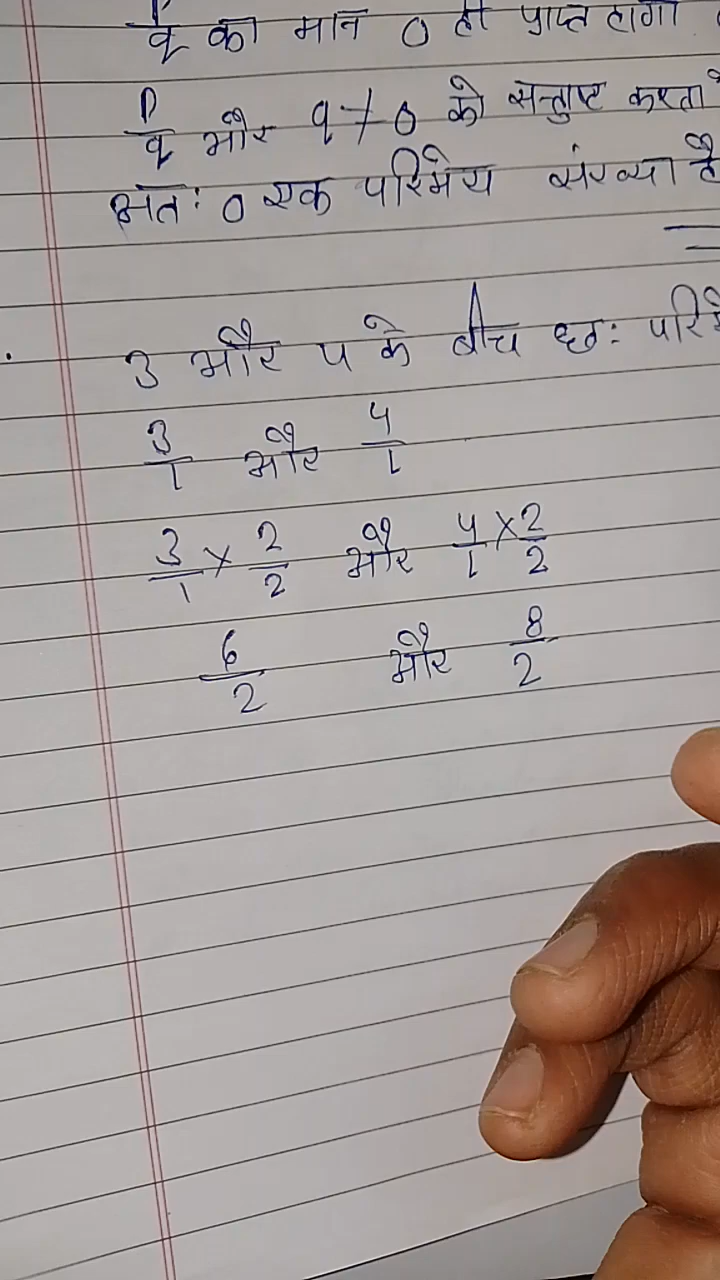 q का मान 0 ही प्राप्त होगा
p/q और q ≠ 0 को सन्तुष्ट करता
अतः 0 एक परिमेय संख्या है
3 और 4 के बीच छः
3/1 और 4/1
3/1 × 2/2 और 4/1 × 2/2
6/2 और 8/2